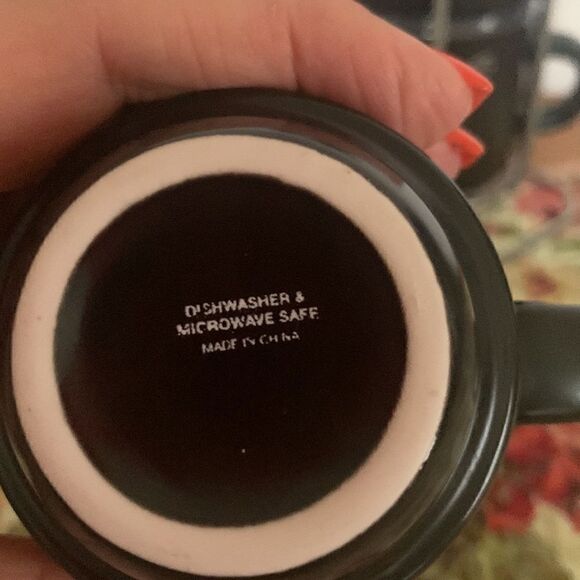 DISHWASHER &
MICROWAVE SAFE
MADE IN CHINA